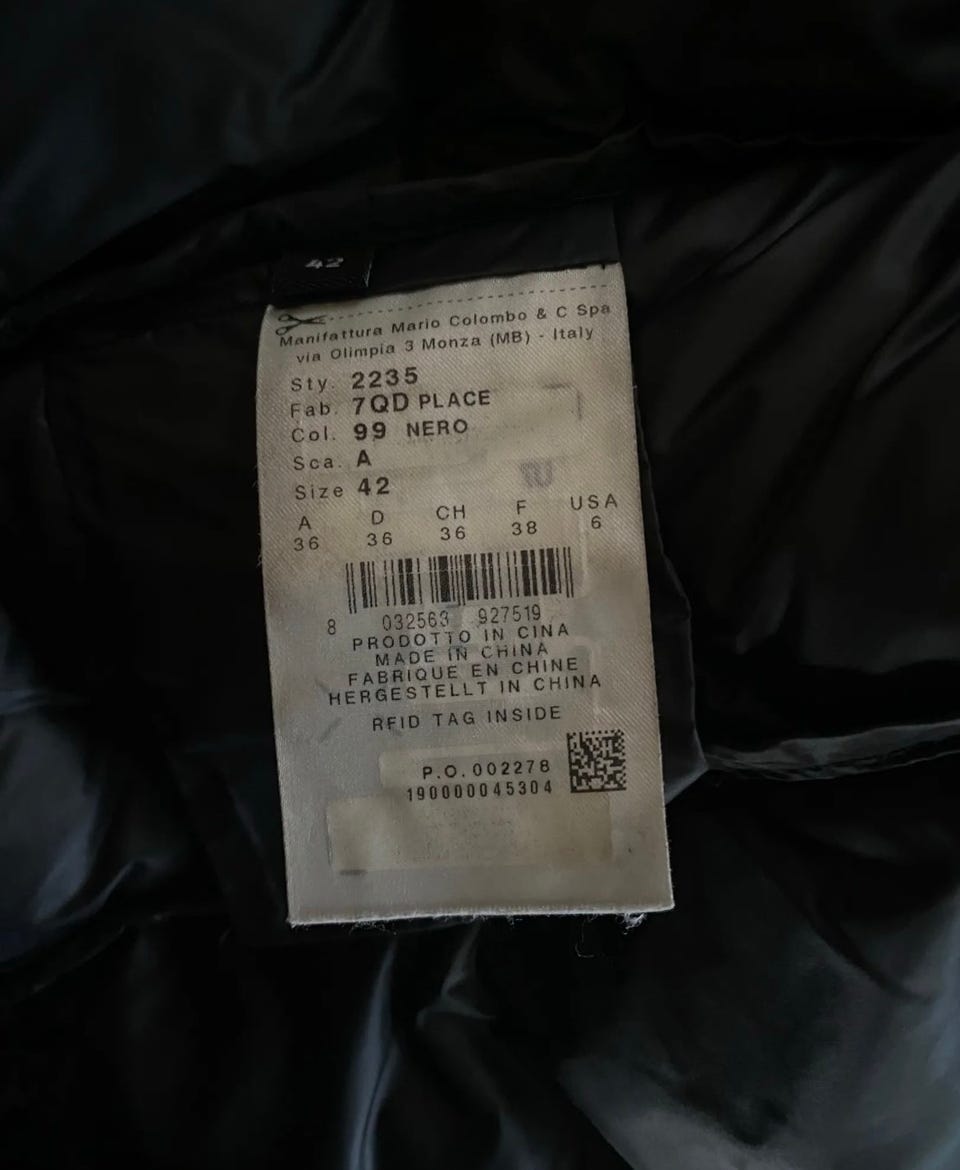 42
Manifattura Mario Colombo & C Spa
via Olimpia 3 Monza (MB) - Italy
Sty. 2235
Fab. 7QD PLACE
Col. 99 NERO
Sca. A
Size 42
A D CH F USA
36 36 36 38 6
8 032563 927519
PRODOTTO IN CINA
MADE IN CHINA
FABRIQUE EN CHINE
HERGESTELLT IN CHINA
RFID TAG INSIDE
P.O. 002278
190000045304